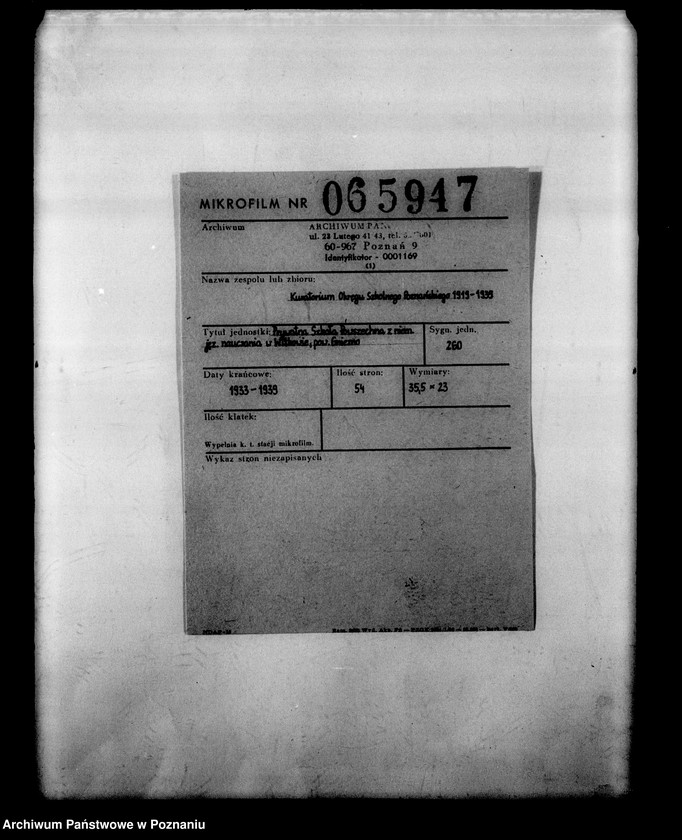 MIKROFILM NR 065947
Archiwum
ARCHIWUM
ul. 23 Lutego 41 43, tel.
60-967 Poznań 9
Identyfikator - 0001169
(1)
Nazwa zespołu lub zbioru:
Kuratorium Okręgu Szkolnego Poznańskiego 1919-1939
Tytuł jednostki: Prywatna Szkoła Powszechna z niem.
jęz. nauczania w Witkowie, pow. Gniezno
Sygn. jedn.
260
Daty krańcowe:
1933-1939
Ilość stron:
54
Wymiary:
35,5 × 23
Ilość klatek:
Wypełnia k. t. stacji mikrofilm.
Wykaz stron niezapisanych
Archiwum Państwowe w Poznaniu